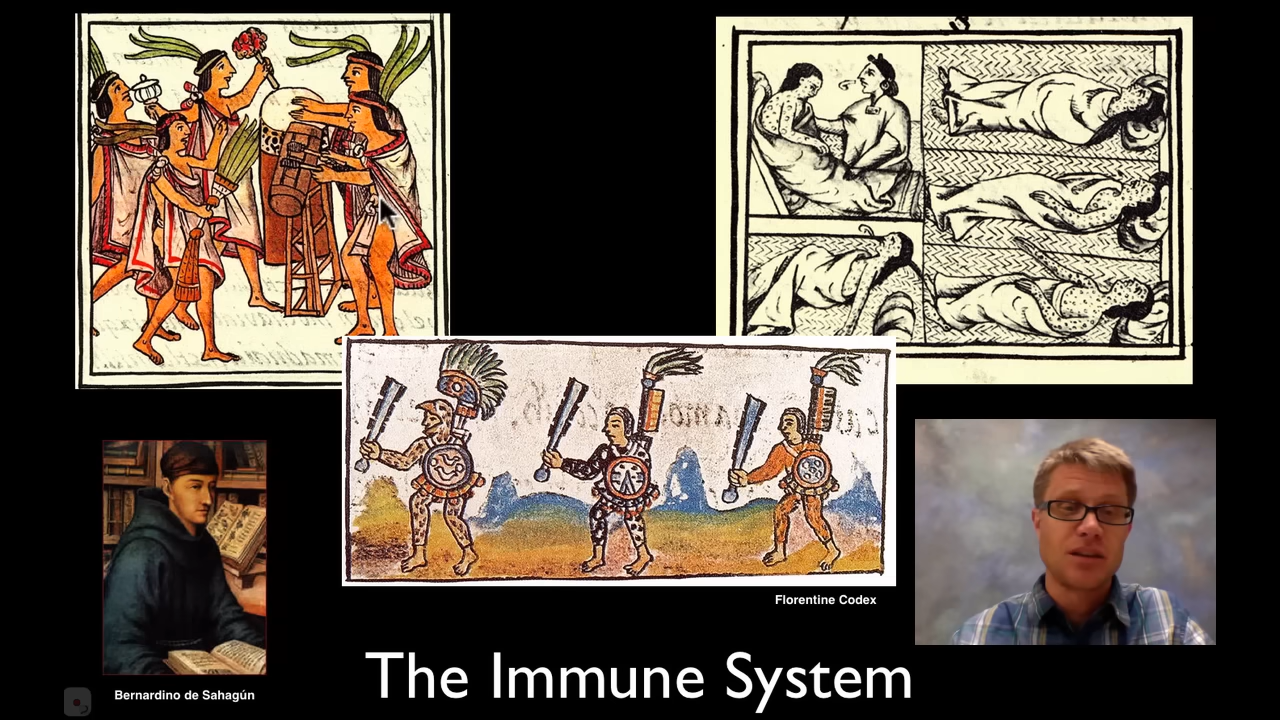 Florentine Codex
The Immune System
Bernardino de Sahagún